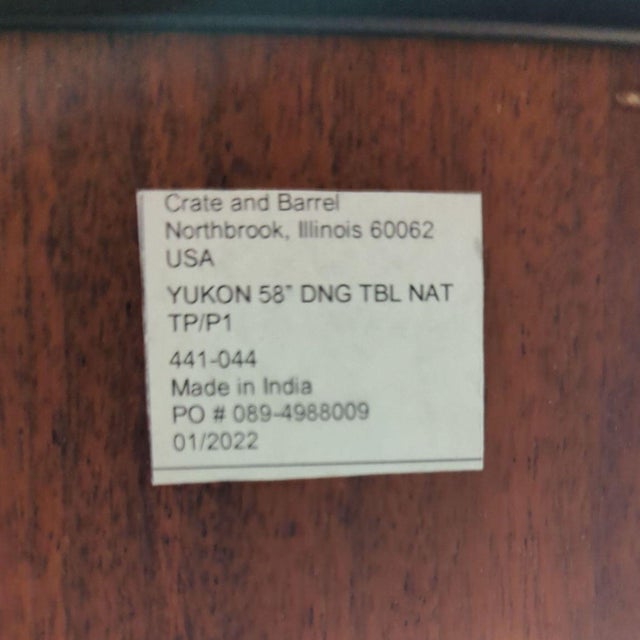 Crate and Barrel
Northbrook, Illinois 60062
USA
YUKON 58" DNG TBL NAT
TP/P1
441-044
Made in India
PO # 089-4988009
01/2022